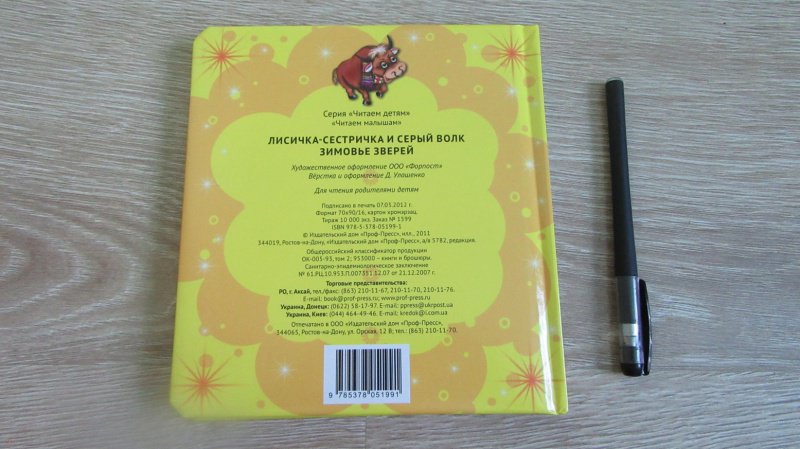 Серия «Читаем детям»
«Читаем малышам»
ЛИСИЧКА-СЕСТРИЧКА И СЕРЫЙ ВОЛК
ЗИМОВЬЕ ЗВЕРЕЙ
Художественное оформление ООО «Форпост»
Вёрстка и оформление Д. Упошенко
Для чтения родителями детям
Подписано в печать 07.03.2012 г.
Формат 70х90/16, картон хромэрзац.
Тираж 10 000 экз. Заказ № 1599
ISBN 978-5-378-05199-1
© Издательский дом «Проф-Пресс», илл., 2011
344019, Ростов-на-Дону, «Издательский дом «Проф-Пресс», а/я 5782, редакция.
Общероссийский классификатор продукции
ОК-005-93, том 2; 953000 – книги и брошюры.
Санитарно-эпидемиологическое заключение
№ 61.РЦ.10.953.П.007351.12.07 от 21.12.2007 г.
Торговые представительства:
РО, г. Аксай, тел./факс: (863) 210-11-67, 210-11-75, 210-11-76.
E-mail: book@prof-press.ru; www.prof-press.ru
Украина, Донецк: (0622) 58-17-97. E-mail: ppress@ukrpost.ua
Украина, Киев: (044) 464-49-46. E-mail: kredok@i.com.ua
Отпечатано в ООО «Издательский дом «Проф-Пресс»,
344065, Ростов-на-Дону, ул. Орская, 12 В; тел.: (863) 210-11-70.
9 785378 051991